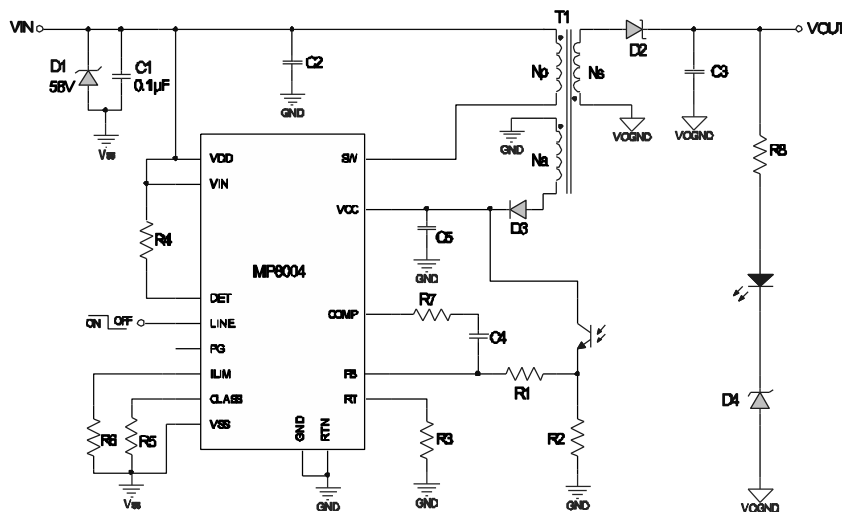 T1
VIN
VOUT
D1
58V
C1
0.1µF
C2
Np
Ns
D2
C3
VSS
GND
VOGND
VOGND
VDD
VIN
SW
GND
Na
R8
R4
VCC
C5
D3
GND
MP8004
DET
COMP
R7
ON
OFF
LINE
C4
PG
ILIM
FB
R1
CLASS
RT
D4
VSS
R6
R5
GND
RTN
R3
R2
VSS
GND
GND
GND
VOGND